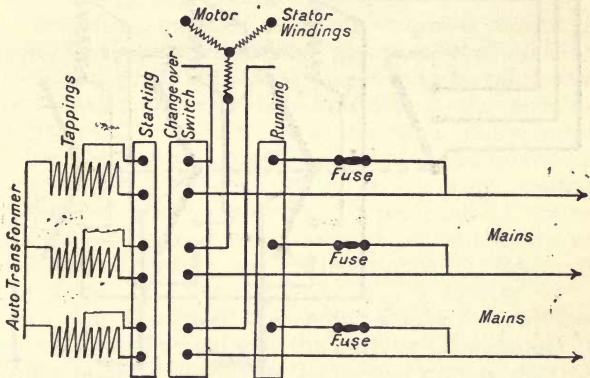 Motor
Stator
Windings
Tappings
Starting
Change over
Switch
Running
Auto Transformer
Fuse
Mains
Fuse
Mains
Fuse